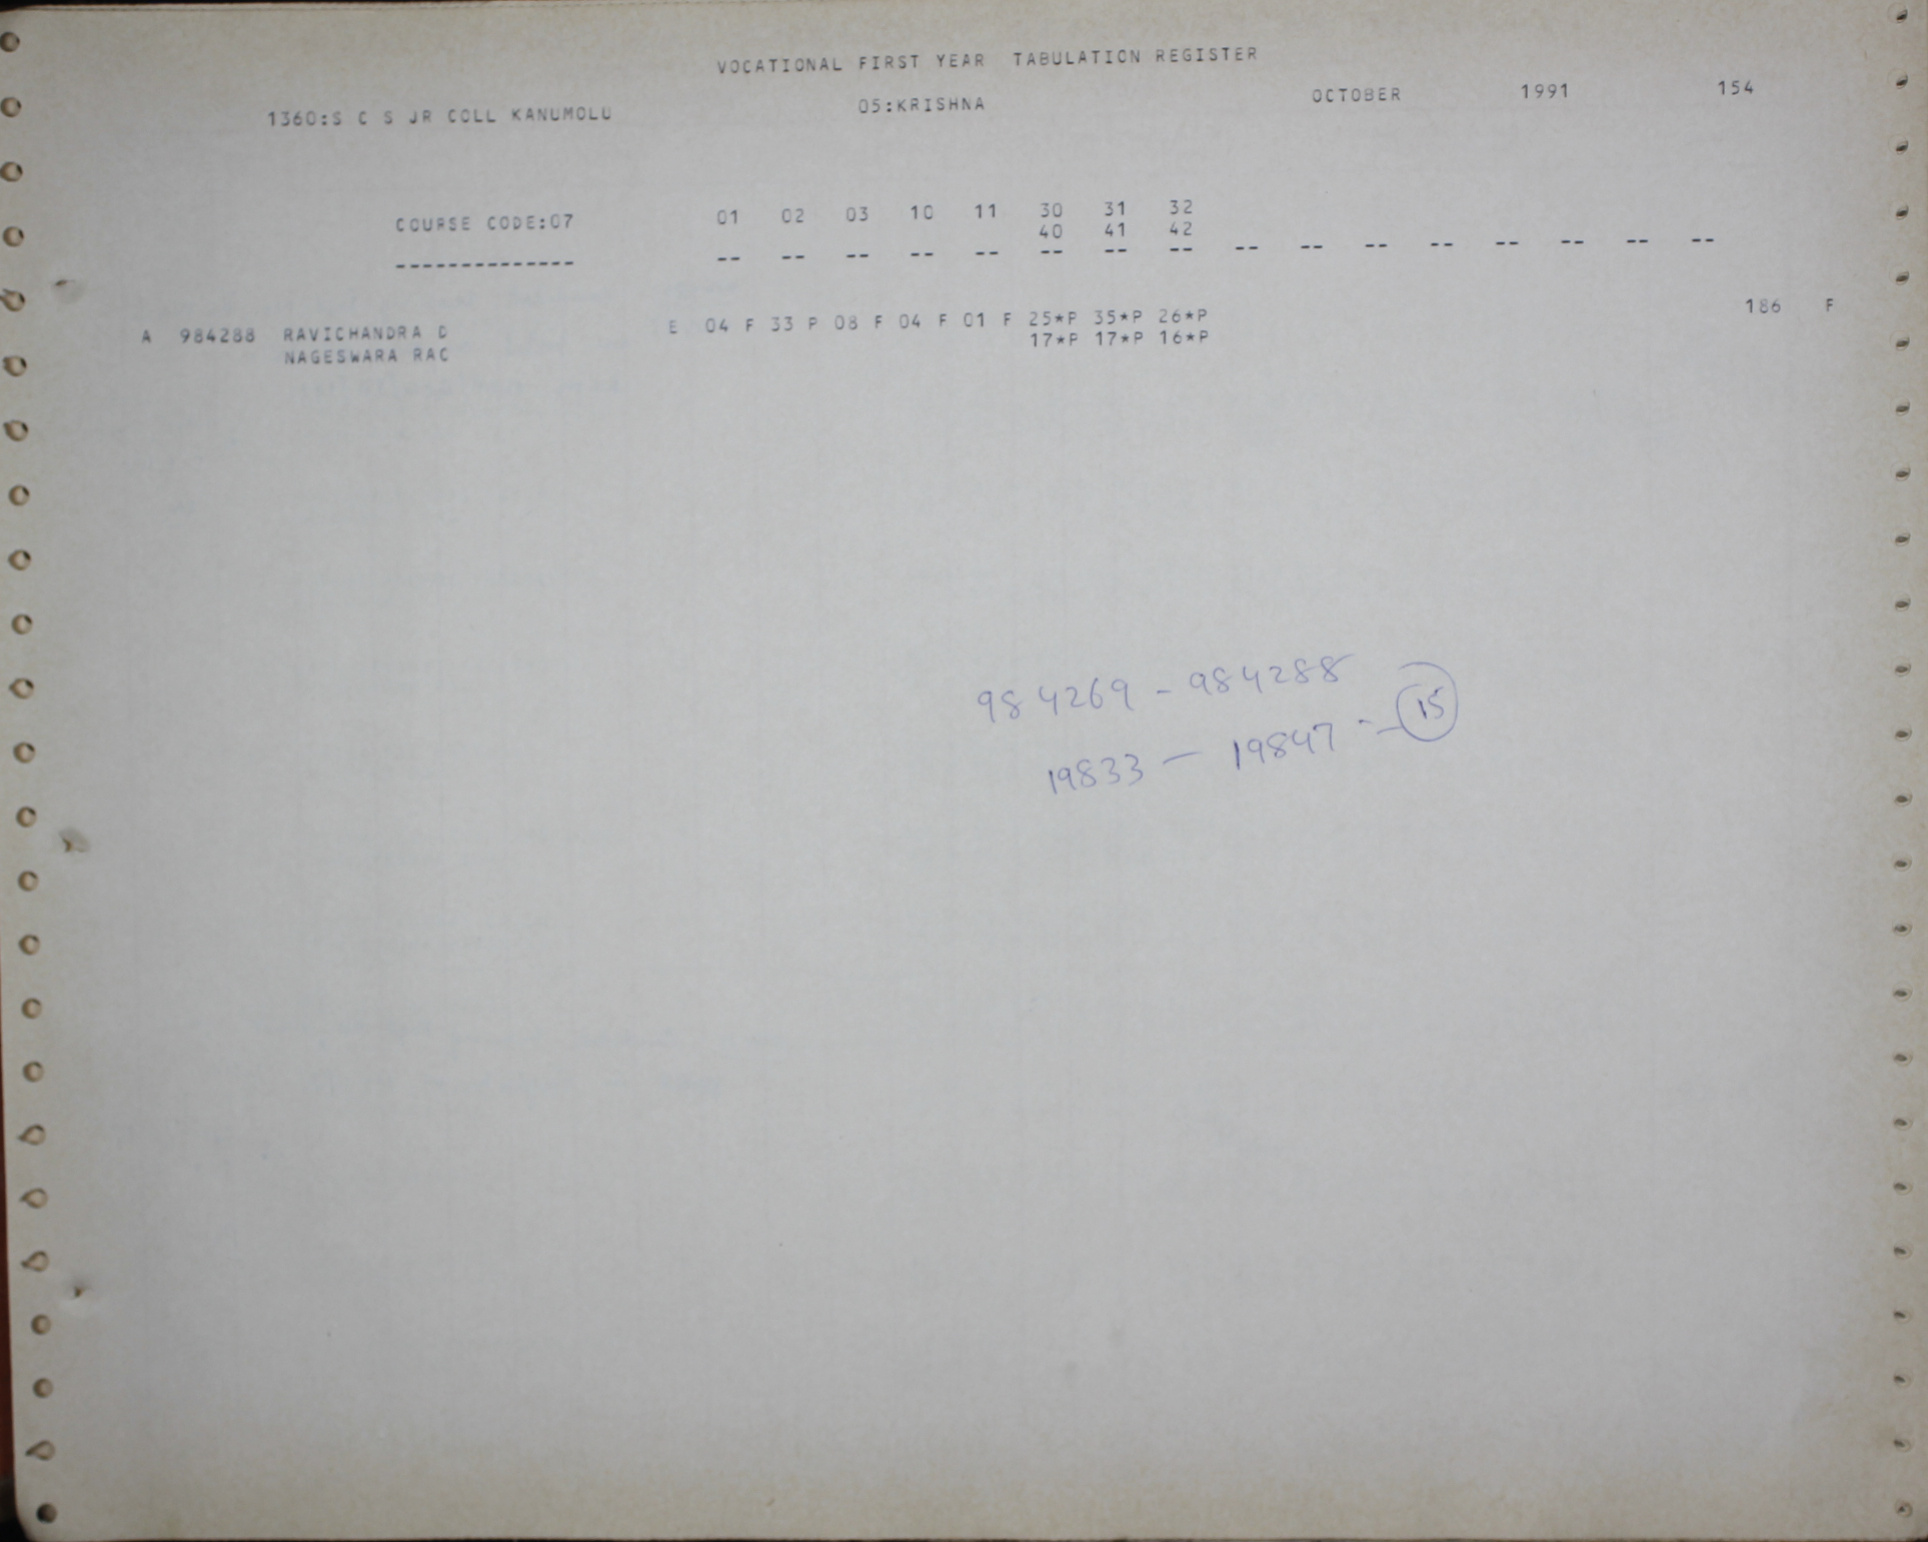 VOCATIONAL FIRST YEAR TABULATION REGISTER
1360:S C S JR COLL KANUMOLU 05:KRISHNA OCTOBER 1991 154
COURSE CODE:07 01 02 03 10 11 30 31 32
40 41 42
-------------- -- -- -- -- -- -- -- -- -- -- -- -- -- -- -- --
A 984288 RAVICHANDRA D E 04 F 33 P 08 F 04 F 01 F 25*P 35*P 26*P 186 F
NAGESWARA RAO 17*P 17*P 16*P
984269 - 984288
19833 - 19847 = 15